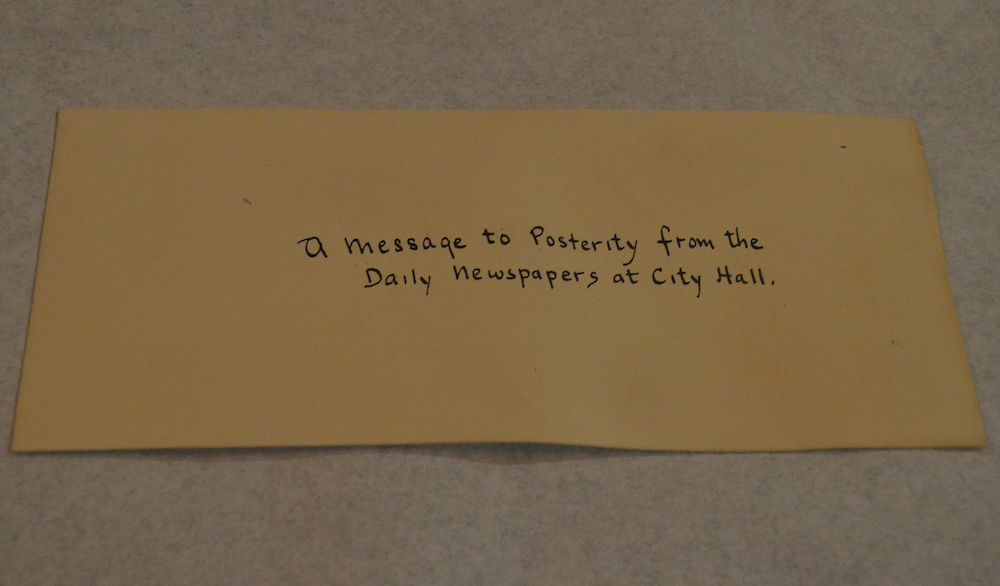 A message to Posterity from the
Daily Newspapers at City Hall.